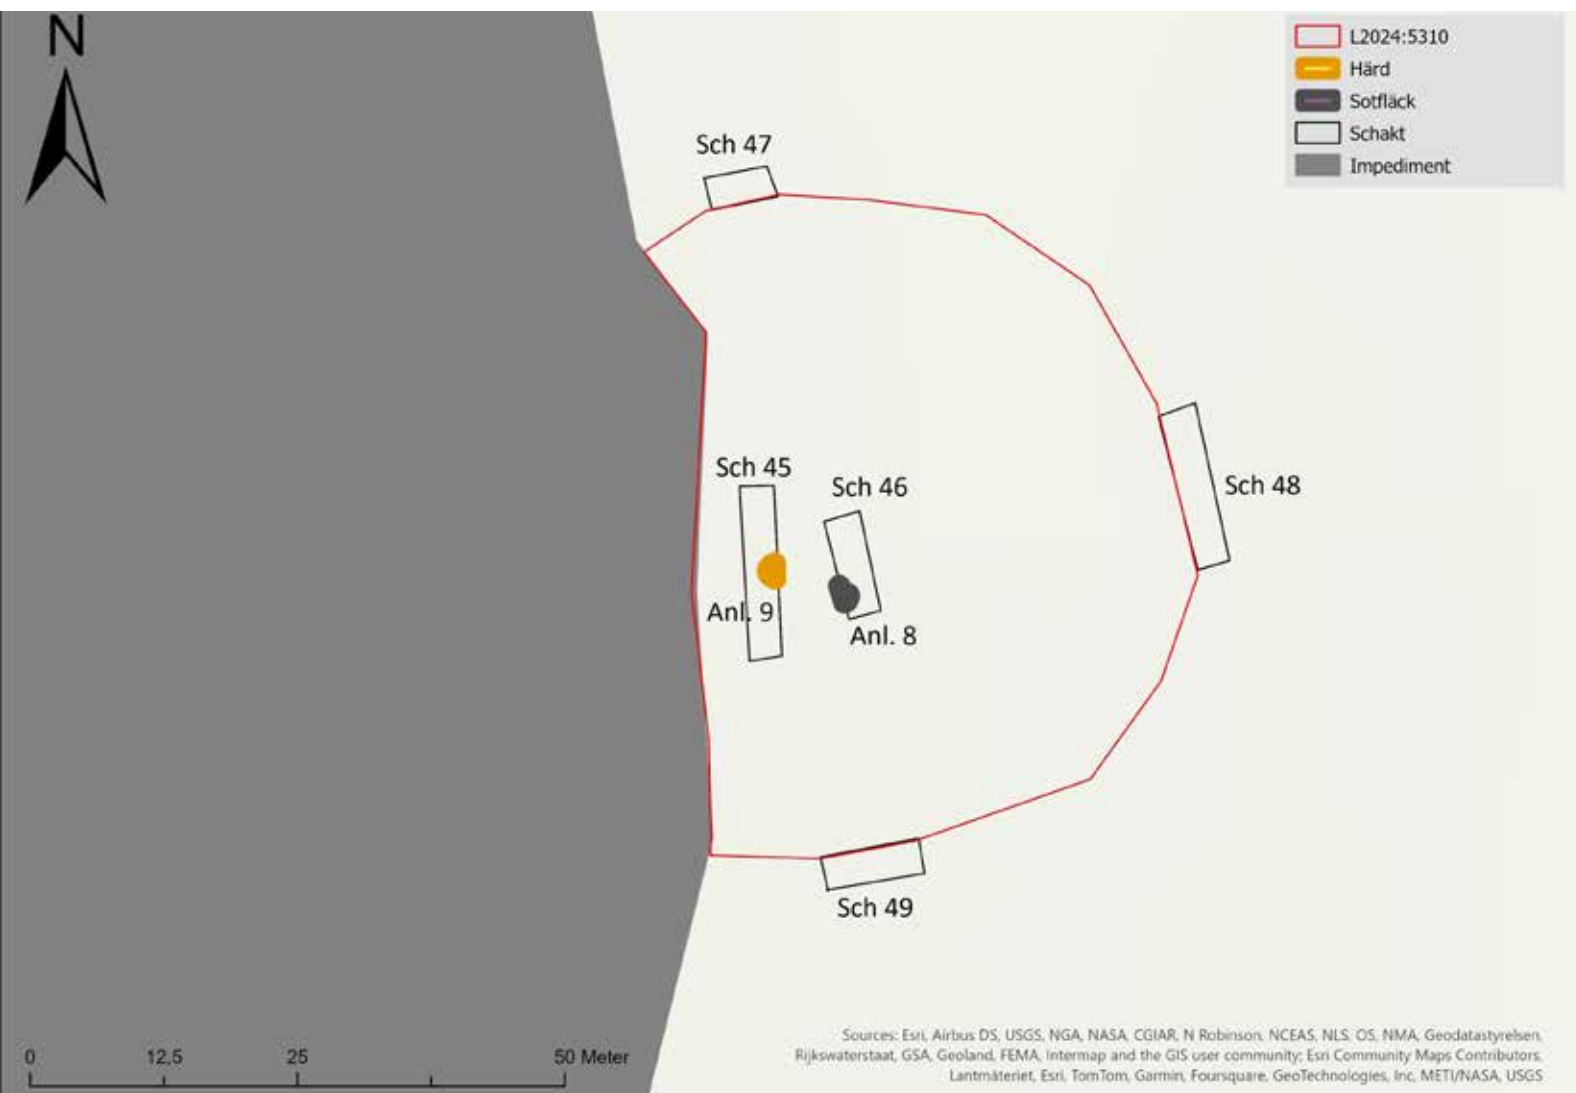 N
L2024:5310
Härd
Sotfläck
Schakt
Impediment
Sch 47
Sch 45
Sch 46
Sch 48
Anl. 9
Anl. 8
Sch 49
0 12,5 25 50 Meter
Sources: Esri, Airbus DS, USGS, NGA, NASA, CGIAR, N Robinson, NCEAS, NLS, OS, NMA, Geodatastyrelsen,
Rijkswaterstaat, GSA, Geoland, FEMA, Intermap and the GIS user community; Esri Community Maps Contributors,
Lantmäteriet, Esri, TomTom, Garmin, Foursquare, GeoTechnologies, Inc, METI/NASA, USGS